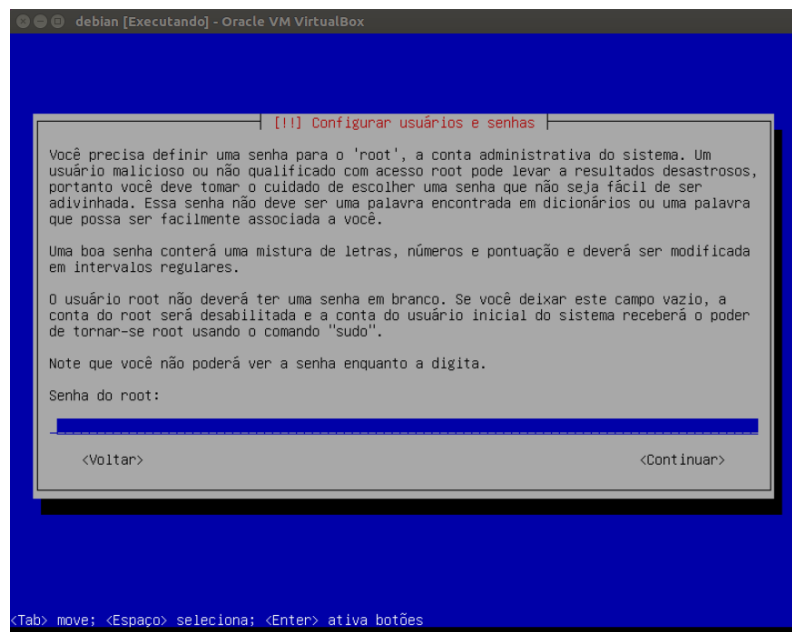 debian [Executando] - Oracle VM VirtualBox
[!!] Configurar usuários e senhas
Você precisa definir uma senha para o 'root', a conta administrativa do sistema. Um
usuário malicioso ou não qualificado com acesso root pode levar a resultados desastrosos,
portanto você deve tomar o cuidado de escolher uma senha que não seja fácil de ser
adivinhada. Essa senha não deve ser uma palavra encontrada em dicionários ou uma palavra
que possa ser facilmente associada a você.
Uma boa senha conterá uma mistura de letras, números e pontuação e deverá ser modificada
em intervalos regulares.
O usuário root não deverá ter uma senha em branco. Se você deixar este campo vazio, a
conta do root será desabilitada e a conta do usuário inicial do sistema receberá o poder
de tornar-se root usando o comando "sudo".
Note que você não poderá ver a senha enquanto a digita.
Senha do root:
<Voltar> <Continuar>
<Tab> move; <Espaço> seleciona; <Enter> ativa botões